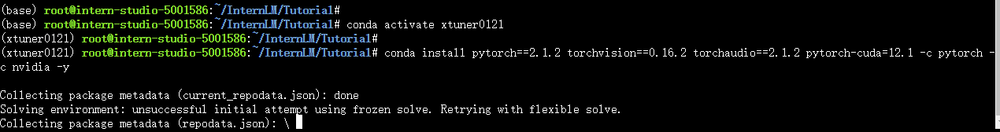 (base) root@intern-studio-5001586:~/InternLM/Tutorial#
(base) root@intern-studio-5001586:~/InternLM/Tutorial# conda activate xtuner0121
(xtuner0121) root@intern-studio-5001586:~/InternLM/Tutorial#
(xtuner0121) root@intern-studio-5001586:~/InternLM/Tutorial# conda install pytorch==2.1.2 torchvision==0.16.2 torchaudio==2.1.2 pytorch-cuda=12.1 -c pytorch -
c nvidia -y
Collecting package metadata (current_repodata.json): done
Solving environment: unsuccessful initial attempt using frozen solve. Retrying with flexible solve.
Collecting package metadata (repodata.json): \